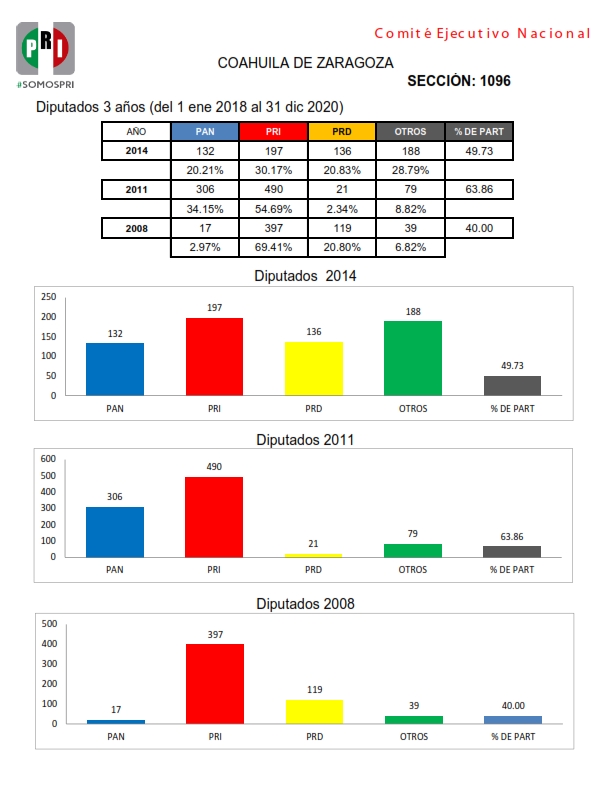 Comité Ejecutivo Nacional
PRI
#SOMOSPRI
COAHUILA DE ZARAGOZA
SECCIÓN: 1096
Diputados 3 años (del 1 ene 2018 al 31 dic 2020)
AÑO PAN PRI PRD OTROS % DE PART
2014 132 197 136 188 49.73
20.21% 30.17% 20.83% 28.79%
2011 306 490 21 79 63.86
34.15% 54.69% 2.34% 8.82%
2008 17 397 119 39 40.00
2.97% 69.41% 20.80% 6.82%
Diputados 2014
250
200
150
100
50
0
132 197 136 188 49.73
PAN PRI PRD OTROS % DE PART
Diputados 2011
600
500
400
300
200
100
0
306 490 21 79 63.86
PAN PRI PRD OTROS % DE PART
Diputados 2008
500
400
300
200
100
0
17 397 119 39 40.00
PAN PRI PRD OTROS % DE PART